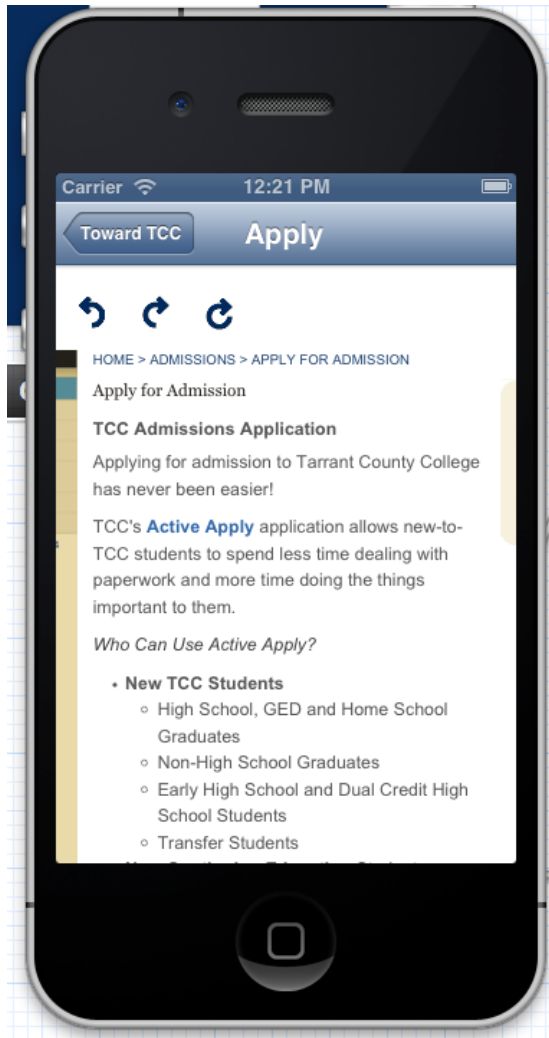 Carrier 12:21 PM
Toward TCC Apply
HOME > ADMISSIONS > APPLY FOR ADMISSION
Apply for Admission
TCC Admissions Application
Applying for admission to Tarrant County College
has never been easier!
TCC's Active Apply application allows new-to-
TCC students to spend less time dealing with
paperwork and more time doing the things
important to them.
Who Can Use Active Apply?
• New TCC Students
◦ High School, GED and Home School
Graduates
◦ Non-High School Graduates
◦ Early High School and Dual Credit High
School Students
◦ Transfer Students